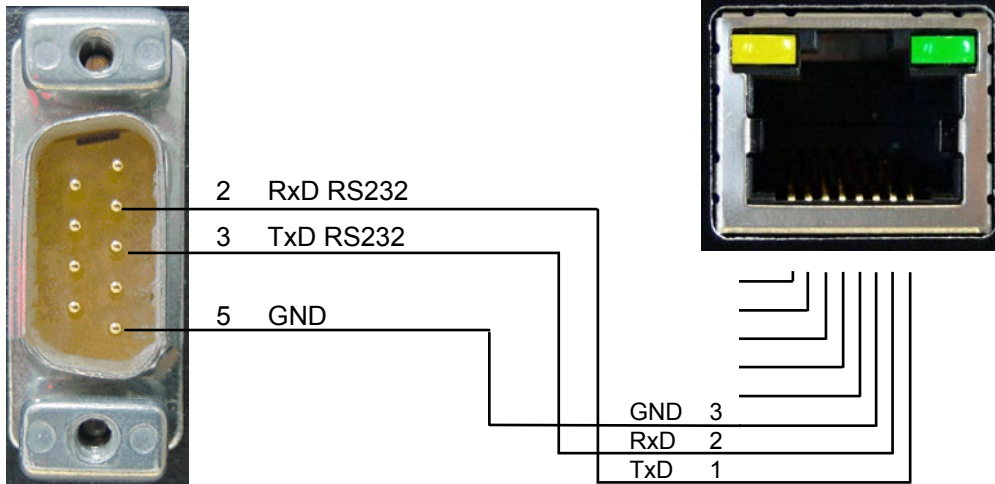 2 RxD RS232
3 TxD RS232
5 GND
GND 3
RxD 2
TxD 1